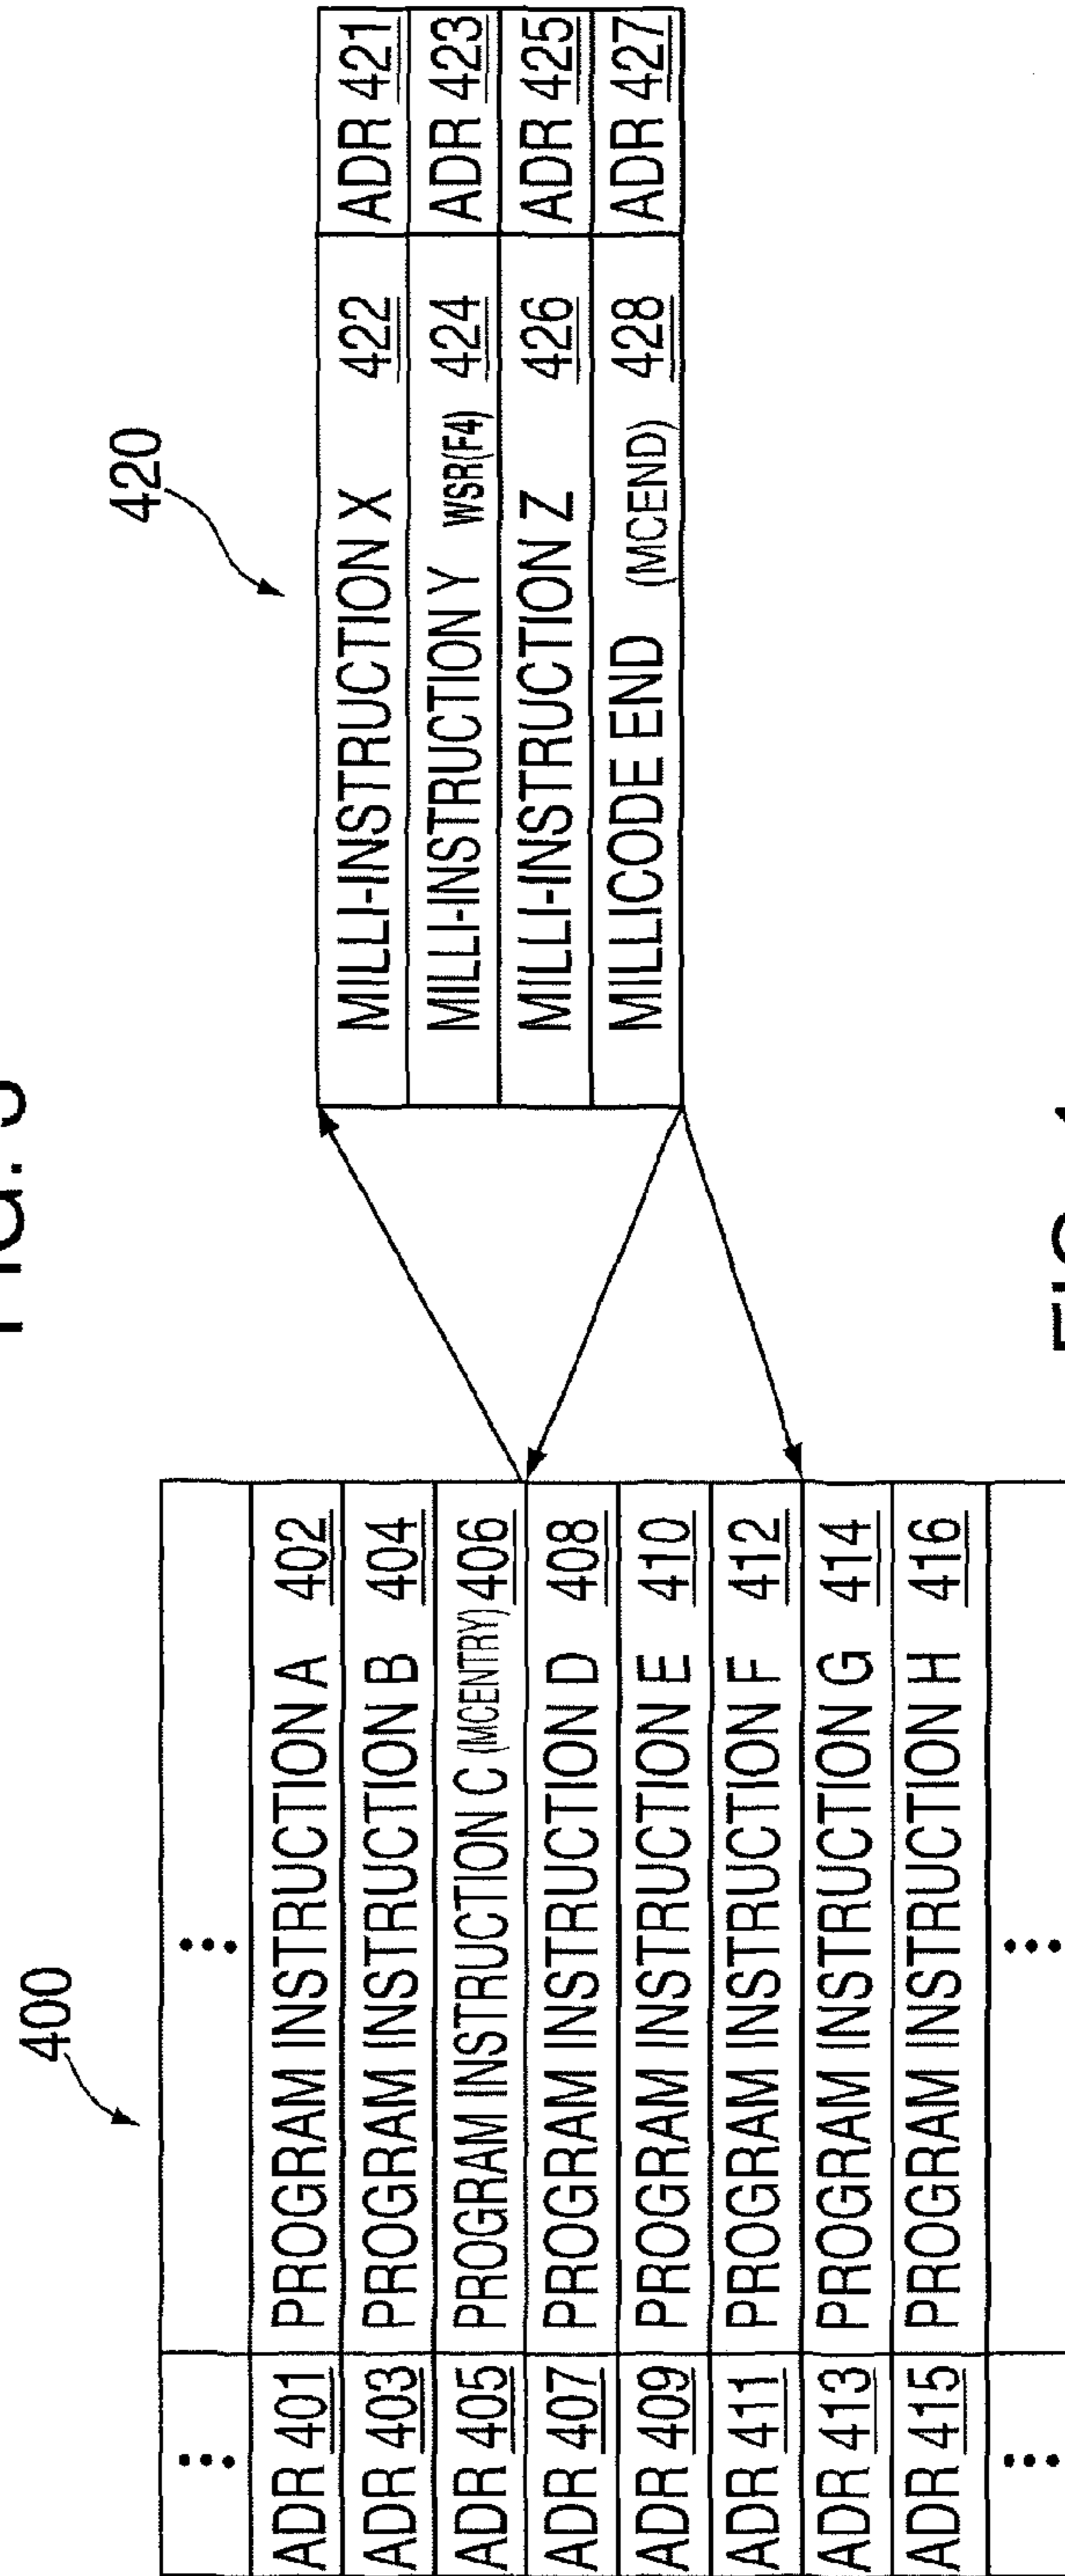 FIG. 3
400
⋮ ⋮
ADR 401 PROGRAM INSTRUCTION A 402
ADR 403 PROGRAM INSTRUCTION B 404
ADR 405 PROGRAM INSTRUCTION C (MCENTRY) 406
ADR 407 PROGRAM INSTRUCTION D 408
ADR 409 PROGRAM INSTRUCTION E 410
ADR 411 PROGRAM INSTRUCTION F 412
ADR 413 PROGRAM INSTRUCTION G 414
ADR 415 PROGRAM INSTRUCTION H 416
⋮ ⋮
420
MILLI-INSTRUCTION X 422 ADR 421
MILLI-INSTRUCTION Y WSR(F4) 424 ADR 423
MILLI-INSTRUCTION Z 426 ADR 425
MILLICODE END (MCEND) 428 ADR 427
FIG.